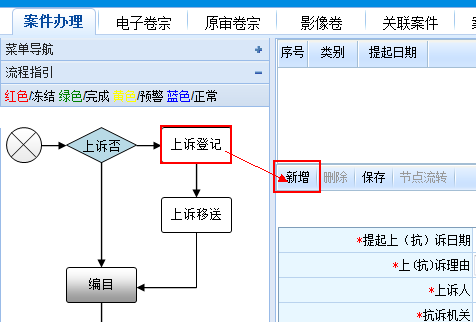 案件办理 电子卷宗 原审卷宗 影像卷 关联案件
菜单导航
流程指引
红色/冻结 绿色/完成 黄色/预警 蓝色/正常
上诉否
上诉登记
上诉移送
编目
序号 类别 提起日期
新增 删除 保存 节点流转
*提起上（抗）诉日期
*上(抗)诉理由
*上诉人
*抗诉机关